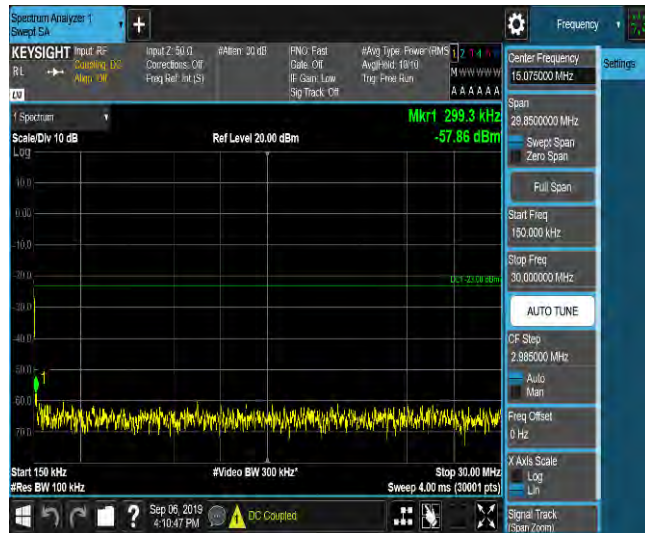 Spectrum Analyzer 1
Swept SA
+
Frequency
KEYSIGHT
RL
Input: RF
Coupling: DC
Align: Off
Input Z: 50 Ω
Corrections: Off
Freq Ref: Int (S)
#Atten: 30 dB
PNO: Fast
Gate: Off
IF Gain: Low
Sig Track: Off
#Avg Type: Power (RMS
Avg|Hold: 10/10
Trig: Free Run
1 2 3 4 5
M W W W W W
A A A A A A
LXI
1 Spectrum
Scale/Div 10 dB
Log
Ref Level 20.00 dBm
Mkr1 299.3 kHz
-57.86 dBm
10.0
0.00
-10.0
-20.0
-30.0
-40.0
-50.0
-60.0
-70.0
DL1 -23.00 dBm
1
Start 150 kHz
#Res BW 100 kHz
#Video BW 300 kHz*
Stop 30.00 MHz
Sweep 4.00 ms (30001 pts)
?
Sep 06, 2019
4:10:47 PM
DC Coupled
Center Frequency
15.075000 MHz
Settings
Span
29.8500000 MHz
Swept Span
Zero Span
Full Span
Start Freq
150.000 kHz
Stop Freq
30.000000 MHz
AUTO TUNE
CF Step
2.985000 MHz
Auto
Man
Freq Offset
0 Hz
X Axis Scale
Log
Lin
Signal Track
(Span Zoom)